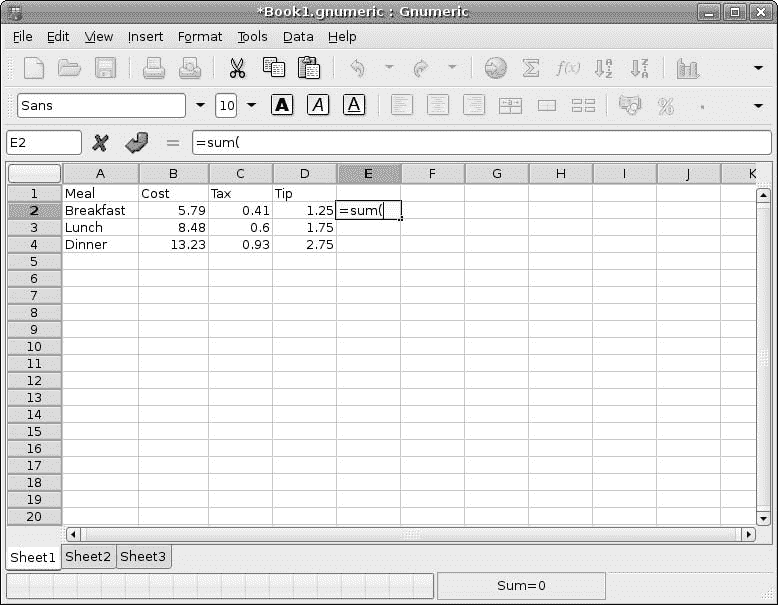 *Book1.gnumeric : Gnumeric
File Edit View Insert Format Tools Data Help
f(x) A Z Z A
Sans 10 A A A %
E2 = =sum(
A B C D E F G H I J K
1 Meal Cost Tax Tip
2 Breakfast 5.79 0.41 1.25 =sum(
3 Lunch 8.48 0.6 1.75
4 Dinner 13.23 0.93 2.75
5
6
7
8
9
10
11
12
13
14
15
16
17
18
19
20
Sheet1 Sheet2 Sheet3
Sum=0